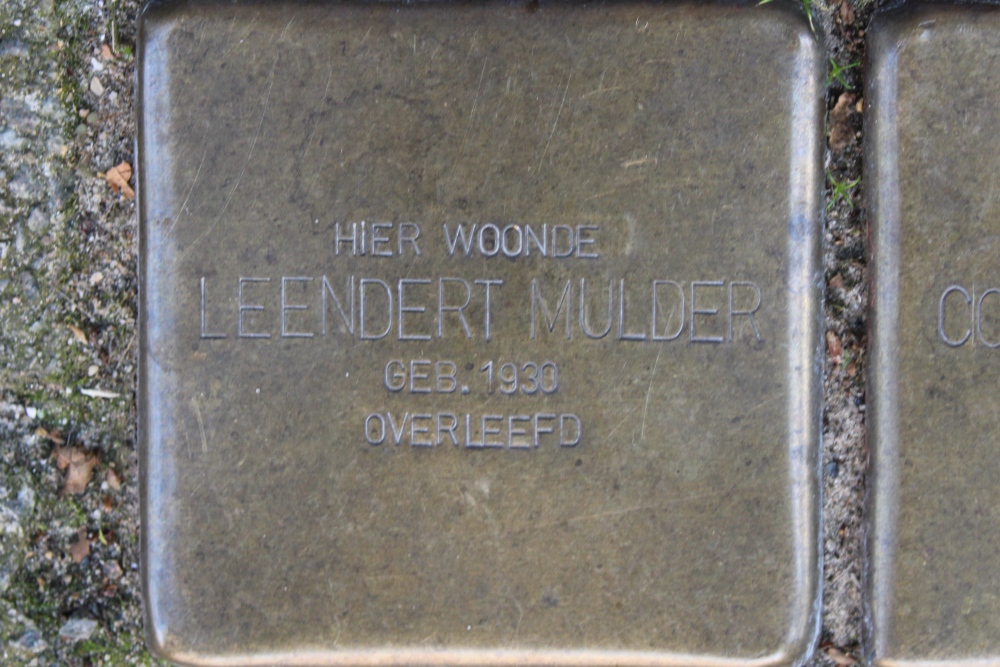 HIER WOONDE
LEENDERT MULDER
GEB. 1930
OVERLEEFD